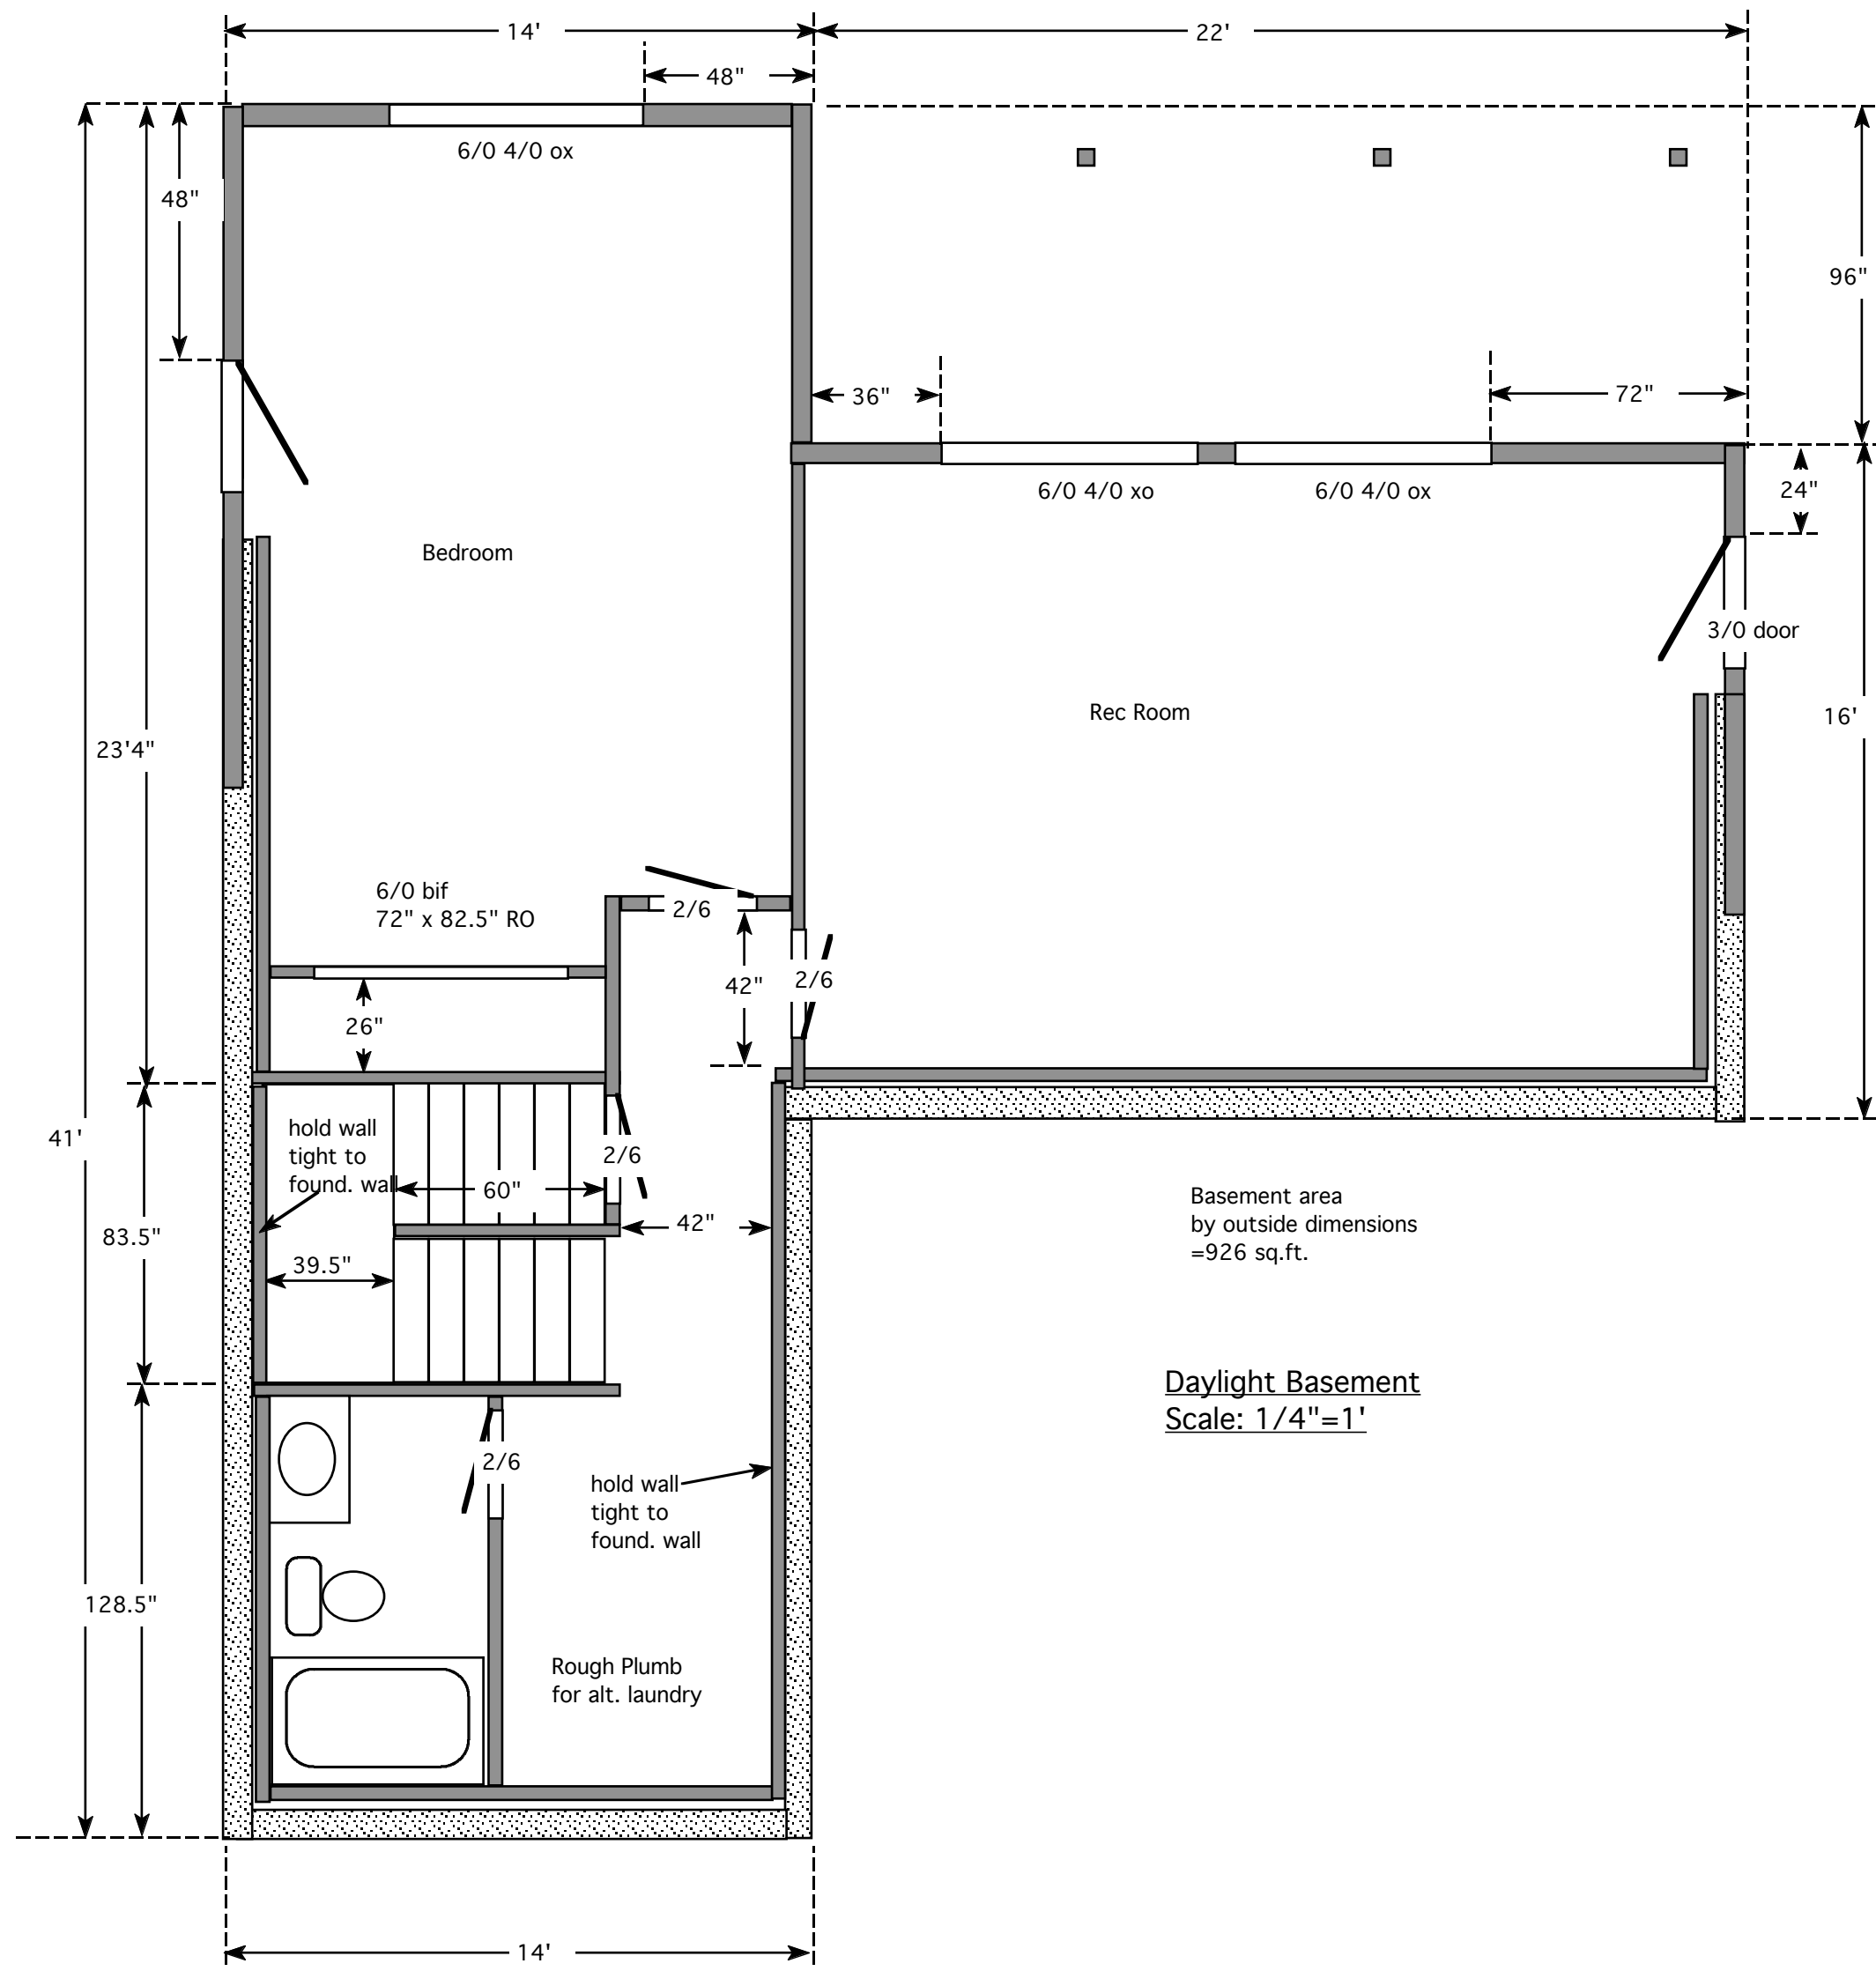 14'
22'
48"
6/0 4/0 ox
48"
96"
36"
72"
6/0 4/0 xo
6/0 4/0 ox
24"
Bedroom
3/0 door
Rec Room
16'
23'4"
6/0 bif
72" x 82.5" RO
2/6
42"
2/6
26"
41'
hold wall
tight to
found. wall
2/6
60"
42"
83.5"
39.5"
Basement area
by outside dimensions
=926 sq.ft.
Daylight Basement
Scale: 1/4"=1'
2/6
hold wall
tight to
found. wall
128.5"
Rough Plumb
for alt. laundry
14'